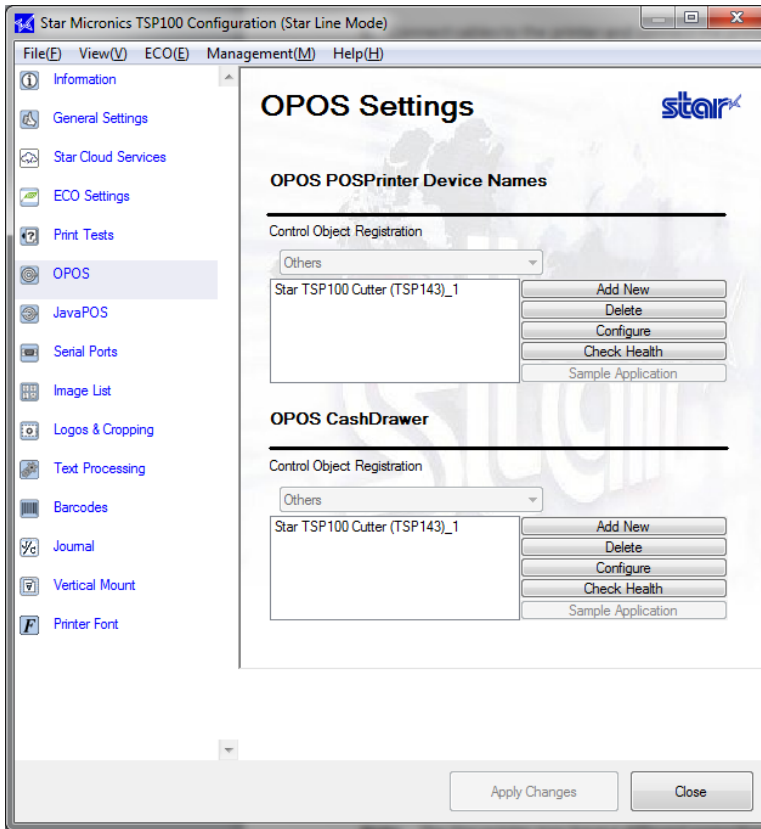 Star Micronics TSP100 Configuration (Star Line Mode)
File(F) View(V) ECO(E) Management(M) Help(H)
Information
General Settings
Star Cloud Services
ECO Settings
Print Tests
OPOS
JavaPOS
Serial Ports
Image List
Logos & Cropping
Text Processing
Barcodes
Journal
Vertical Mount
Printer Font
OPOS Settings
star
OPOS POSPrinter Device Names
Control Object Registration
Others
Star TSP100 Cutter (TSP143)_1
Add New
Delete
Configure
Check Health
Sample Application
OPOS CashDrawer
Control Object Registration
Others
Star TSP100 Cutter (TSP143)_1
Add New
Delete
Configure
Check Health
Sample Application
Apply Changes
Close